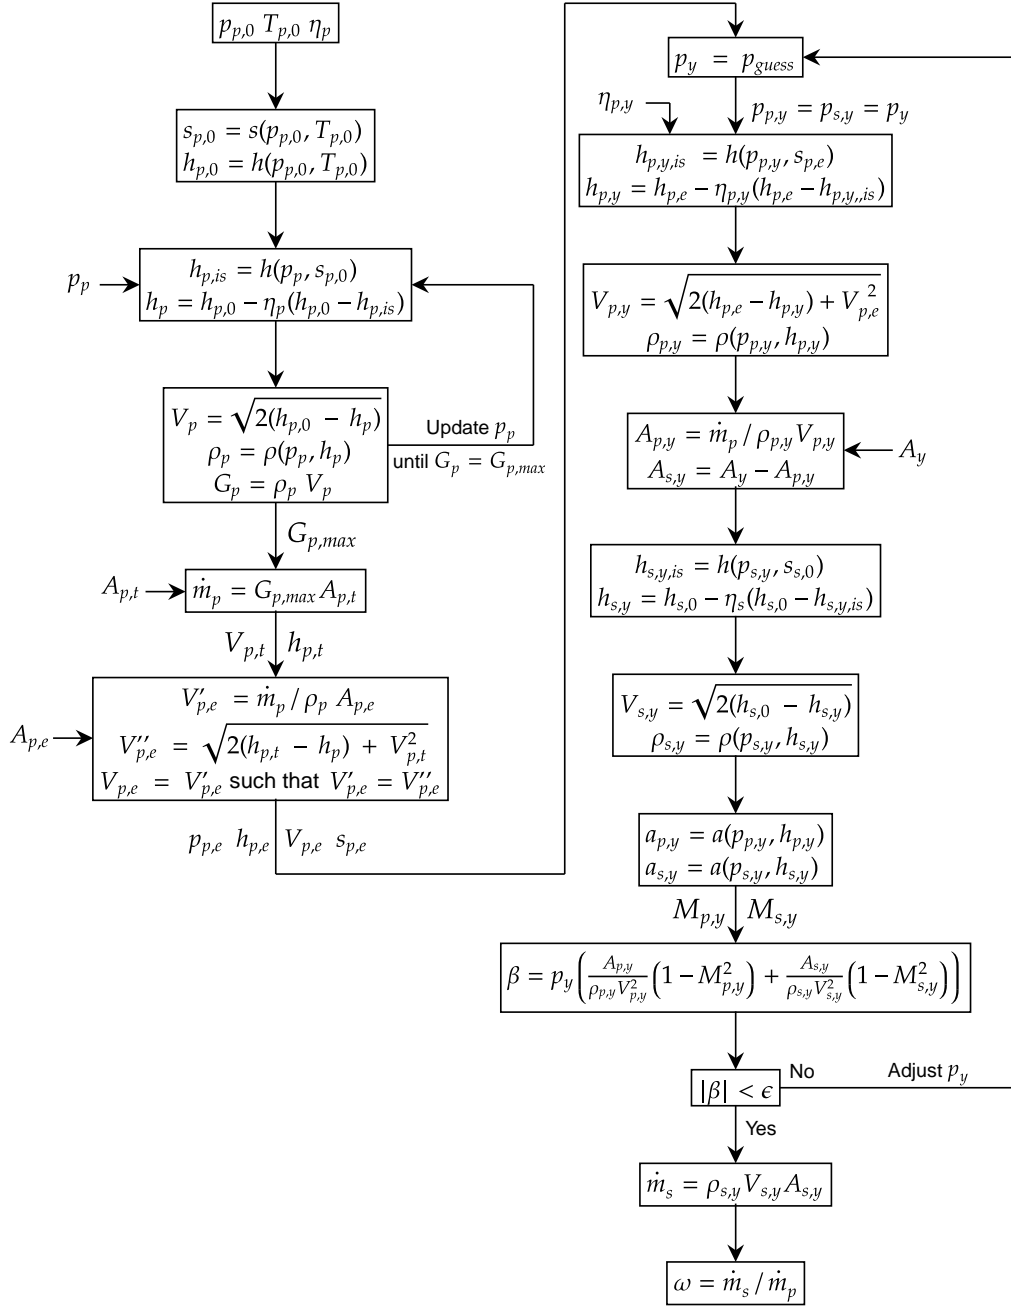 p_{p,0} T_{p,0} η_p
s_{p,0} = s(p_{p,0}, T_{p,0})
h_{p,0} = h(p_{p,0}, T_{p,0})
p_p
h_{p,is} = h(p_p, s_{p,0})
h_p = h_{p,0} − η_p(h_{p,0} − h_{p,is})
V_p = √(2(h_{p,0} − h_p))
ρ_p = ρ(p_p, h_p)
G_p = ρ_p V_p
Update p_p
until G_p = G_{p,max}
G_{p,max}
A_{p,t}
ṁ_p = G_{p,max} A_{p,t}
V_{p,t} h_{p,t}
A_{p,e}
V′_{p,e} = ṁ_p / ρ_p A_{p,e}
V″_{p,e} = √(2(h_{p,t} − h_p) + V²_{p,t})
V_{p,e} = V′_{p,e} such that V′_{p,e} = V″_{p,e}
p_{p,e} h_{p,e} V_{p,e} s_{p,e}
p_y = p_{guess}
η_{p,y}
p_{p,y} = p_{s,y} = p_y
h_{p,y,is} = h(p_{p,y}, s_{p,e})
h_{p,y} = h_{p,e} − η_{p,y}(h_{p,e} − h_{p,y,,is})
V_{p,y} = √(2(h_{p,e} − h_{p,y}) + V_{p,e}²)
ρ_{p,y} = ρ(p_{p,y}, h_{p,y})
A_{p,y} = ṁ_p / ρ_{p,y} V_{p,y}
A_{s,y} = A_y − A_{p,y}
A_y
h_{s,y,is} = h(p_{s,y}, s_{s,0})
h_{s,y} = h_{s,0} − η_s(h_{s,0} − h_{s,y,is})
V_{s,y} = √(2(h_{s,0} − h_{s,y}))
ρ_{s,y} = ρ(p_{s,y}, h_{s,y})
a_{p,y} = a(p_{p,y}, h_{p,y})
a_{s,y} = a(p_{s,y}, h_{s,y})
M_{p,y} M_{s,y}
β = p_y(A_{p,y}/(ρ_{p,y}V²_{p,y})(1 − M²_{p,y}) + A_{s,y}/(ρ_{s,y}V²_{s,y})(1 − M²_{s,y}))
|β| < ϵ
No
Adjust p_y
Yes
ṁ_s = ρ_{s,y} V_{s,y} A_{s,y}
ω = ṁ_s / ṁ_p